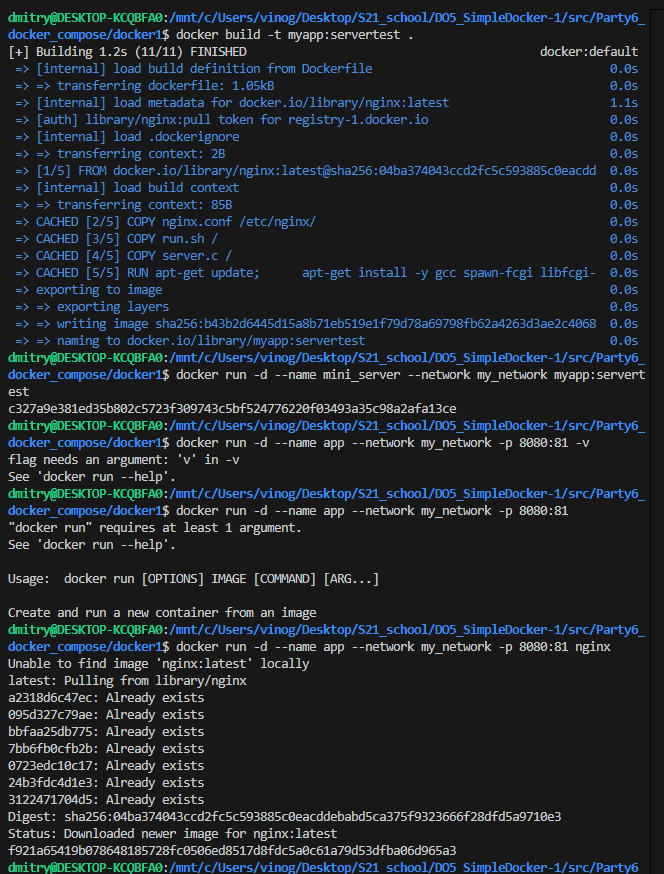 dmitry@DESKTOP-KCQBFA0:/mnt/c/Users/vinog/Desktop/S21_school/DO5_SimpleDocker-1/src/Party6_
docker_compose/docker1$ docker build -t myapp:servertest .
[+] Building 1.2s (11/11) FINISHED docker:default
=> [internal] load build definition from Dockerfile 0.0s
=> => transferring dockerfile: 1.05kB 0.0s
=> [internal] load metadata for docker.io/library/nginx:latest 1.1s
=> [auth] library/nginx:pull token for registry-1.docker.io 0.0s
=> [internal] load .dockerignore 0.0s
=> => transferring context: 2B 0.0s
=> [1/5] FROM docker.io/library/nginx:latest@sha256:04ba374043ccd2fc5c593885c0eacdd 0.0s
=> [internal] load build context 0.0s
=> => transferring context: 85B 0.0s
=> CACHED [2/5] COPY nginx.conf /etc/nginx/ 0.0s
=> CACHED [3/5] COPY run.sh / 0.0s
=> CACHED [4/5] COPY server.c / 0.0s
=> CACHED [5/5] RUN apt-get update; apt-get install -y gcc spawn-fcgi libfcgi- 0.0s
=> exporting to image 0.0s
=> => exporting layers 0.0s
=> => writing image sha256:b43b2d6445d15a8b71eb519e1f79d78a69798fb62a4263d3ae2c4068 0.0s
=> => naming to docker.io/library/myapp:servertest 0.0s
dmitry@DESKTOP-KCQBFA0:/mnt/c/Users/vinog/Desktop/S21_school/DO5_SimpleDocker-1/src/Party6_
docker_compose/docker1$ docker run -d --name mini_server --network my_network myapp:servert
est
c327a9e381ed35b802c5723f309743c5bf524776220f03493a35c98a2afa13ce
dmitry@DESKTOP-KCQBFA0:/mnt/c/Users/vinog/Desktop/S21_school/DO5_SimpleDocker-1/src/Party6_
docker_compose/docker1$ docker run -d --name app --network my_network -p 8080:81 -v
flag needs an argument: 'v' in -v
See 'docker run --help'.
dmitry@DESKTOP-KCQBFA0:/mnt/c/Users/vinog/Desktop/S21_school/DO5_SimpleDocker-1/src/Party6_
docker_compose/docker1$ docker run -d --name app --network my_network -p 8080:81
"docker run" requires at least 1 argument.
See 'docker run --help'.
Usage:  docker run [OPTIONS] IMAGE [COMMAND] [ARG...]
Create and run a new container from an image
dmitry@DESKTOP-KCQBFA0:/mnt/c/Users/vinog/Desktop/S21_school/DO5_SimpleDocker-1/src/Party6_
docker_compose/docker1$ docker run -d --name app --network my_network -p 8080:81 nginx
Unable to find image 'nginx:latest' locally
latest: Pulling from library/nginx
a2318d6c47ec: Already exists
095d327c79ae: Already exists
bbfaa25db775: Already exists
7bb6fb0cfb2b: Already exists
0723edc10c17: Already exists
24b3fdc4d1e3: Already exists
3122471704d5: Already exists
Digest: sha256:04ba374043ccd2fc5c593885c0eacddebabd5ca375f9323666f28dfd5a9710e3
Status: Downloaded newer image for nginx:latest
f921a65419b078648185728fc0506ed8517d8fdc5a0c61a79d53dfba06d965a3
dmitry@DESKTOP-KCQBFA0:/mnt/c/Users/vinog/Desktop/S21_school/DO5_SimpleDocker-1/src/Party6_